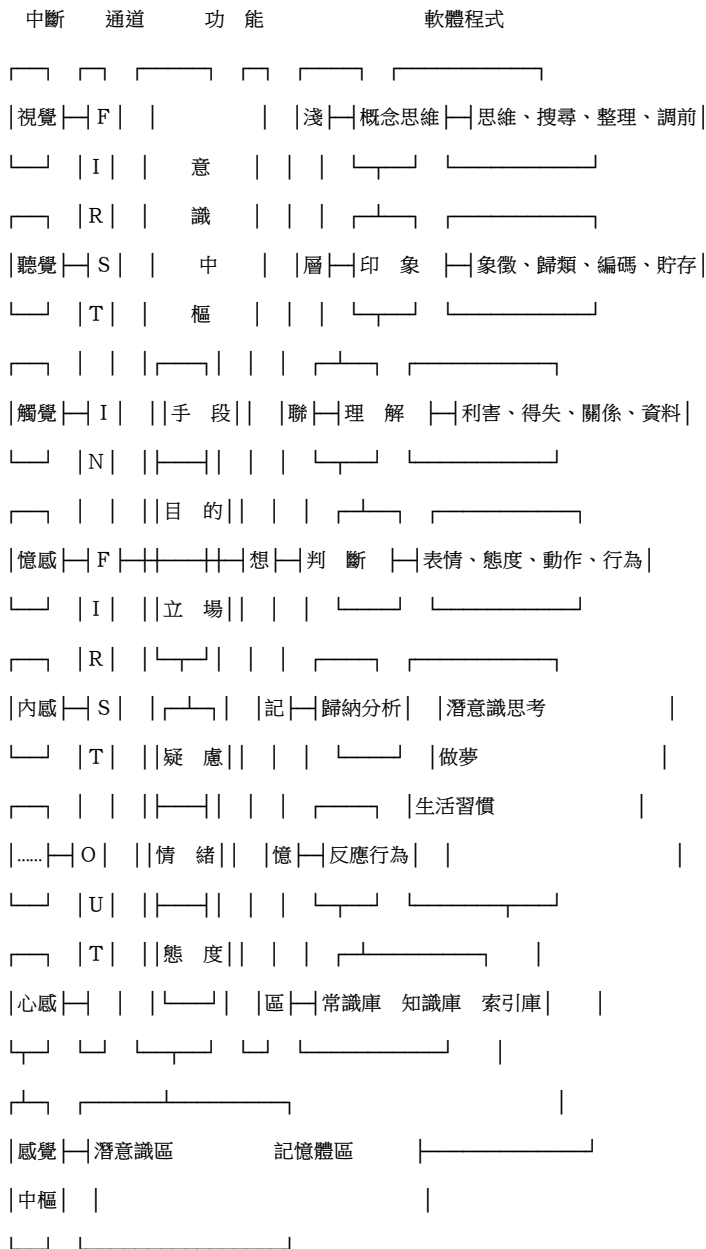 中斷 通道 功 能 軟體程式
┌──┐ ┌─┐ ┌────┐ ┌─┐ ┌───┐ ┌────────┐
│視覺├─┤F│ │ │ │淺├─┤概念思維├─┤思維、搜尋、整理、調前│
└──┘ │I│ │ 意 │ │ │ └─┬─┘ └────────┘
┌──┐ │R│ │ 識 │ │ │ ┌─┴─┐ ┌────────┐
│聽覺├─┤S│ │ 中 │ │層├─┤印 象 ├─┤象徵、歸類、編碼、貯存│
└──┘ │T│ │ 樞 │ │ │ └─┬─┘ └────────┘
┌──┐ │ │ │┌──┐│ │ │ ┌─┴─┐ ┌────────┐
│觸覺├─┤I│ ││手 段││ │聯├─┤理 解 ├─┤利害、得失、關係、資料│
└──┘ │N│ │├──┤│ │ │ └─┬─┘ └────────┘
┌──┐ │ │ ││目 的││ │ │ ┌─┴─┐ ┌────────┐
│憶感├─┤F├─┼┼──┼┼─┤想├─┤判 斷 ├─┤表情、態度、動作、行為│
└──┘ │I│ ││立 場││ │ │ └───┘ └────────┘
┌──┐ │R│ │└┬─┘│ │ │ ┌───┐ ┌────────┐
│內感├─┤S│ │┌─┴┐│ │記├─┤歸納分析│ │潛意識思考 │
└──┘ │T│ ││疑 慮││ │ │ └───┘ │做夢 │
┌──┐ │ │ │├──┤│ │ │ ┌───┐ │生活習慣 │
│……├─┤O│ ││情 緒││ │憶├─┤反應行為│ │ │
└──┘ │U│ │├──┤│ │ │ └─┬─┘ └─────┬──┘
┌──┐ │T│ ││態 度││ │ │ ┌─┴───────┐ │
│心感├─┤ │ │└──┘│ │區├─┤常識庫 知識庫 索引庫│ │
└┬─┘ └─┘ └─┬──┘ └─┘ └─────────┘ │
┌┴─┐ ┌─────┴───────┐ │
│感覺├─┤潛意識區 記憶體區 ├──────────┘
│中樞│ │ │
└──┘ └────────────┘